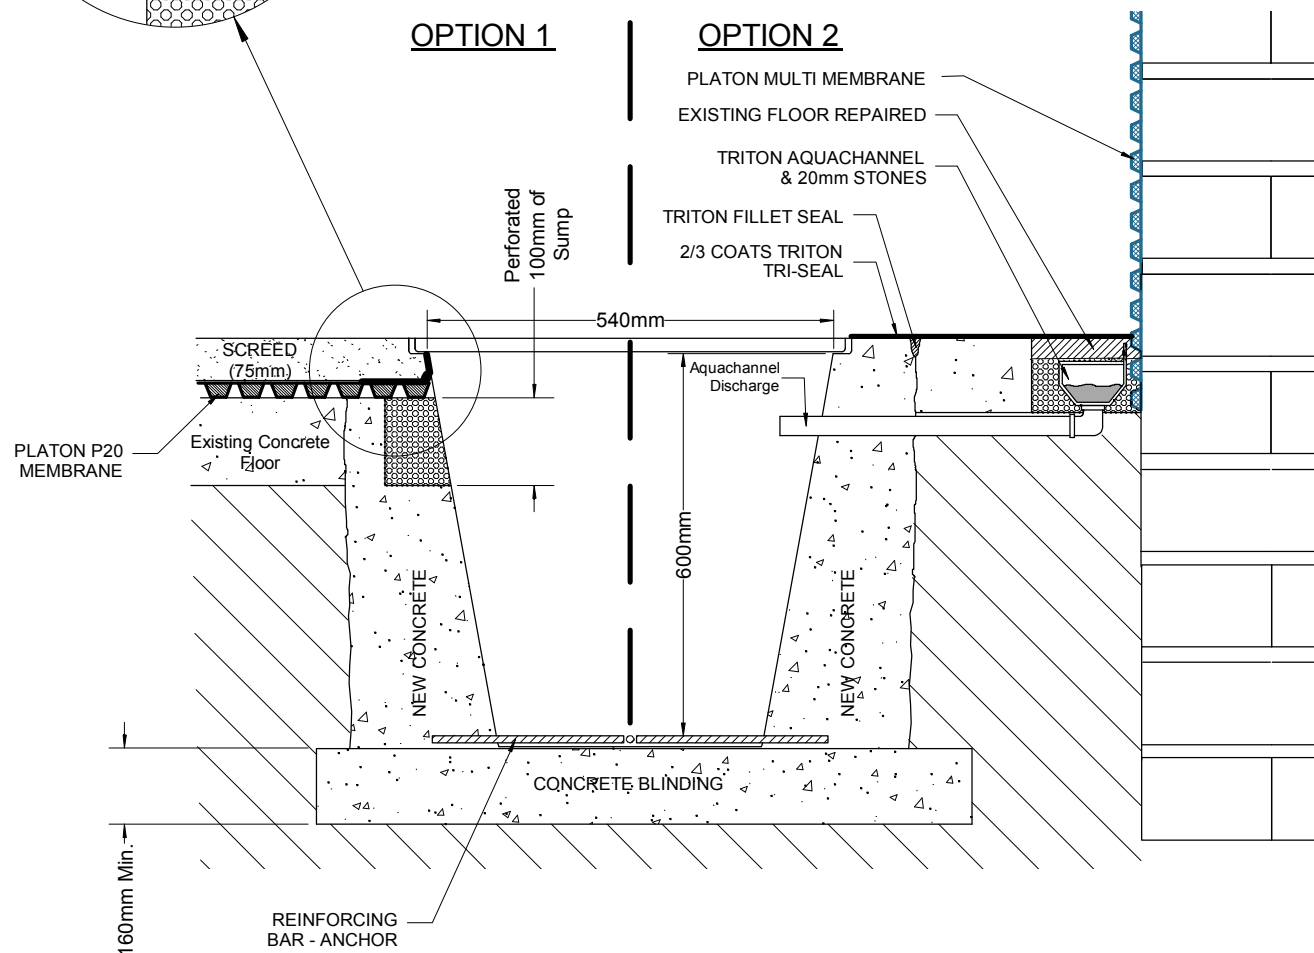 OPTION 1
OPTION 2
PLATON MULTI MEMBRANE
EXISTING FLOOR REPAIRED
TRITON AQUACHANNEL
& 20mm STONES
TRITON FILLET SEAL
2/3 COATS TRITON
TRI-SEAL
Perforated
100mm of
Sump
540mm
SCREED
(75mm)
Aquachannel
Discharge
PLATON P20
MEMBRANE
Existing Concrete
Floor
600mm
NEW CONCRETE
NEW CONCRETE
CONCRETE BLINDING
160mm Min.
REINFORCING
BAR - ANCHOR